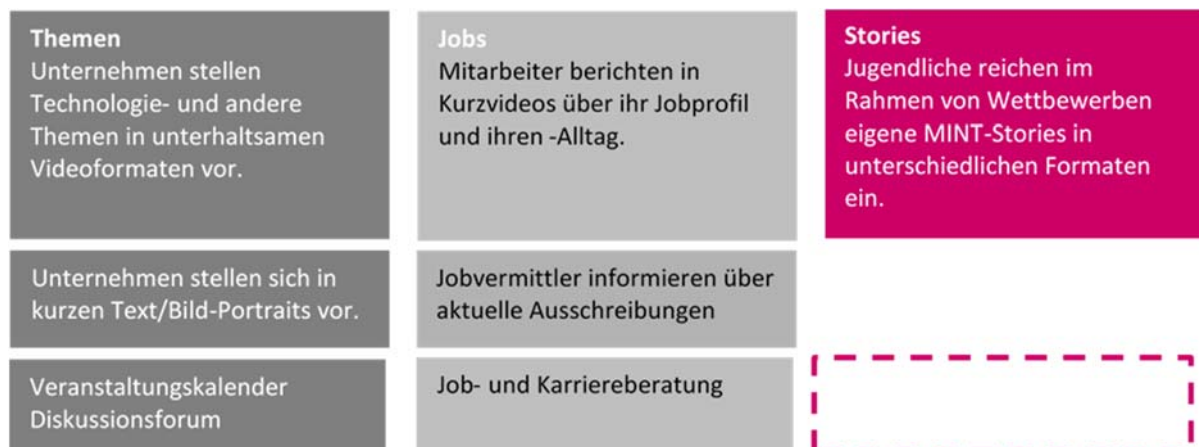 Themen
Unternehmen stellen
Technologie- und andere
Themen in unterhaltsamen
Videoformaten vor.
Jobs
Mitarbeiter berichten in
Kurzvideos über ihr Jobprofil
und ihren -Alltag.
Stories
Jugendliche reichen im
Rahmen von Wettbewerben
eigene MINT-Stories in
unterschiedlichen Formaten
ein.
Unternehmen stellen sich in
kurzen Text/Bild-Portraits vor.
Jobvermittler informieren über
aktuelle Ausschreibungen
Veranstaltungskalender
Diskussionsforum
Job- und Karriereberatung